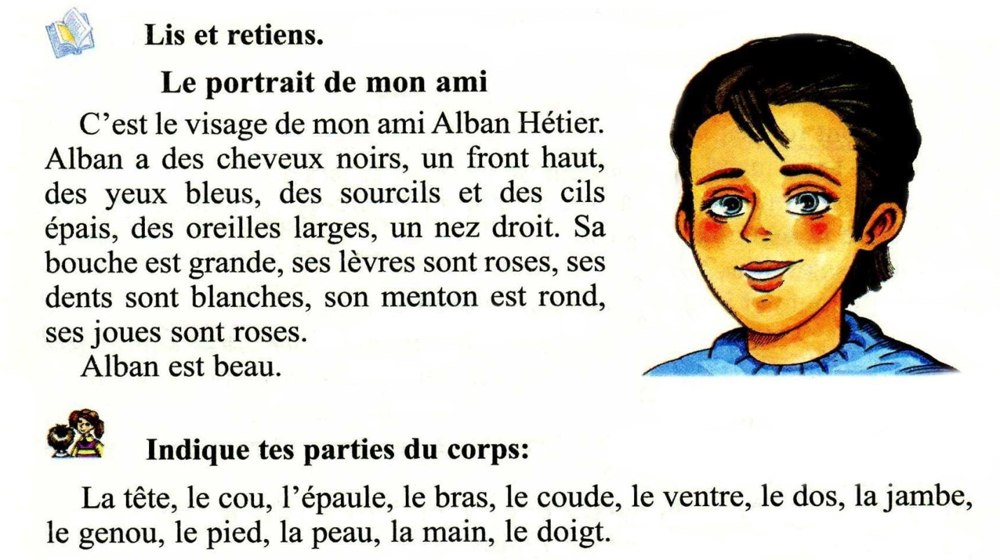 Lis et retiens.
Le portrait de mon ami
C’est le visage de mon ami Alban Hétier.
Alban a des cheveux noirs, un front haut,
des yeux bleus, des sourcils et des cils
épais, des oreilles larges, un nez droit. Sa
bouche est grande, ses lèvres sont roses, ses
dents sont blanches, son menton est rond,
ses joues sont roses.
Alban est beau.
Indique tes parties du corps:
La tête, le cou, l’épaule, le bras, le coude, le ventre, le dos, la jambe,
le genou, le pied, la peau, la main, le doigt.